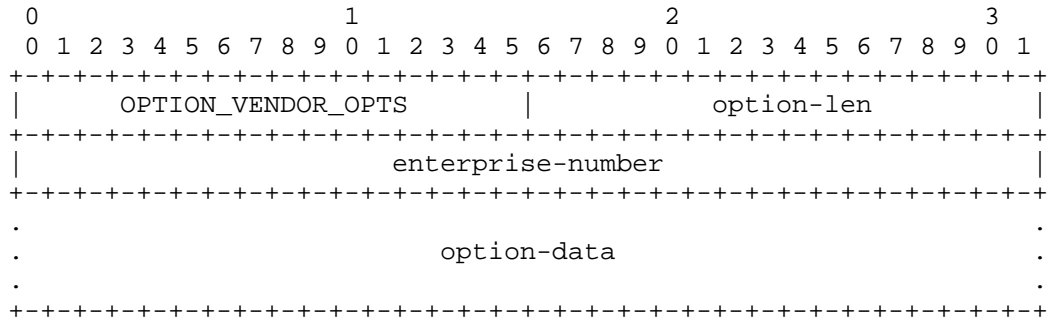 0                   1                   2                   3
 0 1 2 3 4 5 6 7 8 9 0 1 2 3 4 5 6 7 8 9 0 1 2 3 4 5 6 7 8 9 0 1
+-+-+-+-+-+-+-+-+-+-+-+-+-+-+-+-+-+-+-+-+-+-+-+-+-+-+-+-+-+-+-+-+
|      OPTION_VENDOR_OPTS       |           option-len          |
+-+-+-+-+-+-+-+-+-+-+-+-+-+-+-+-+-+-+-+-+-+-+-+-+-+-+-+-+-+-+-+-+
|                       enterprise-number                       |
+-+-+-+-+-+-+-+-+-+-+-+-+-+-+-+-+-+-+-+-+-+-+-+-+-+-+-+-+-+-+-+-+
.                                                               .
.                          option-data                          .
.                                                               .
+-+-+-+-+-+-+-+-+-+-+-+-+-+-+-+-+-+-+-+-+-+-+-+-+-+-+-+-+-+-+-+-+